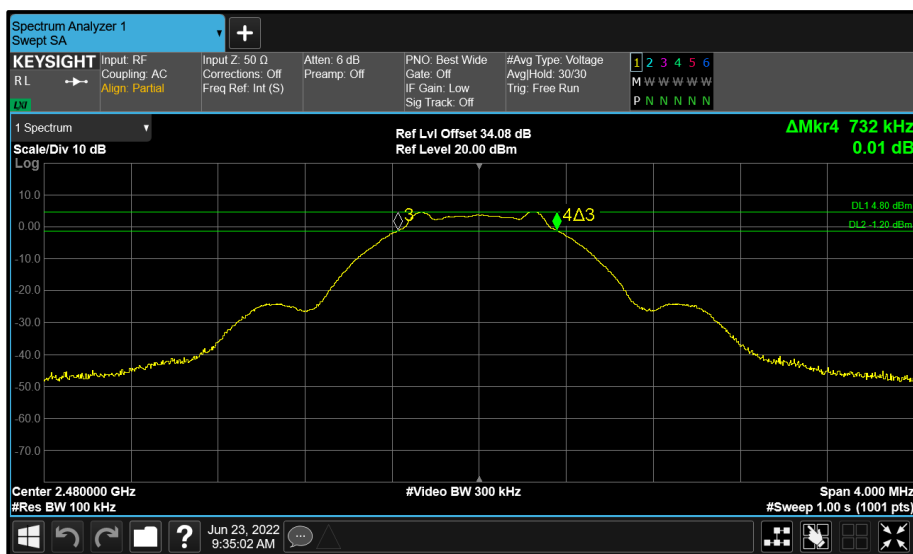 Spectrum Analyzer 1
Swept SA
KEYSIGHT
R L
LXI
Input: RF
Coupling: AC
Align: Partial
Input Z: 50 Ω
Corrections: Off
Freq Ref: Int (S)
Atten: 6 dB
Preamp: Off
PNO: Best Wide
Gate: Off
IF Gain: Low
Sig Track: Off
#Avg Type: Voltage
Avg|Hold: 30/30
Trig: Free Run
1 2 3 4 5 6
M W W W W W
P N N N N N
1 Spectrum
Scale/Div 10 dB
Log
Ref Lvl Offset 34.08 dB
Ref Level 20.00 dBm
ΔMkr4 732 kHz
0.01 dB
10.0
0.00
-10.0
-20.0
-30.0
-40.0
-50.0
-60.0
-70.0
3
4Δ3
DL1 4.80 dBm
DL2 -1.20 dBm
Center 2.480000 GHz
#Res BW 100 kHz
#Video BW 300 kHz
Span 4.000 MHz
#Sweep 1.00 s (1001 pts)
?
Jun 23, 2022
9:35:02 AM